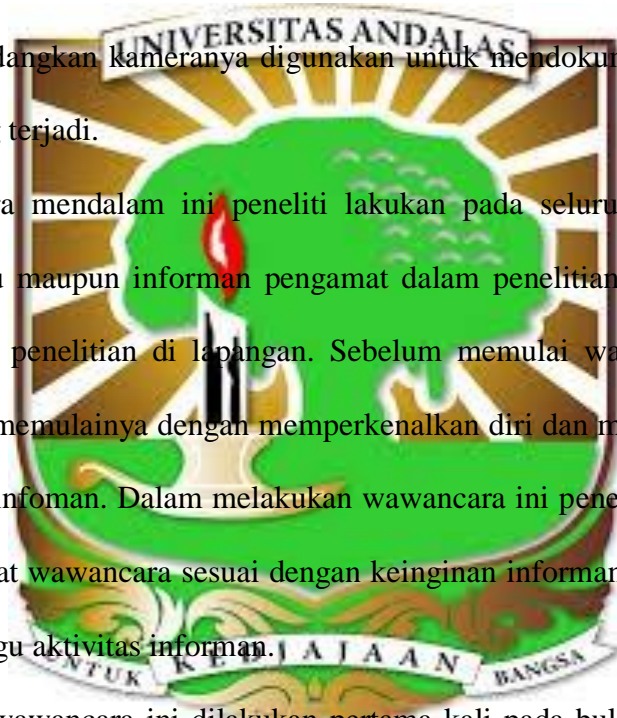 UNIVERSITAS ANDALAS
dangkan kameranya digunakan untuk mendokum
terjadi.
a mendalam ini peneliti lakukan pada seluru
u maupun informan pengamat dalam penelitian
penelitian di lapangan. Sebelum memulai wa
memulainya dengan memperkenalkan diri dan m
infoman. Dalam melakukan wawancara ini pene
at wawancara sesuai dengan keinginan informan
gu aktivitas informan.
UNTUK KEDJAJAAN BANGSA
wawancara ini dilakukan pertama kali pada bul